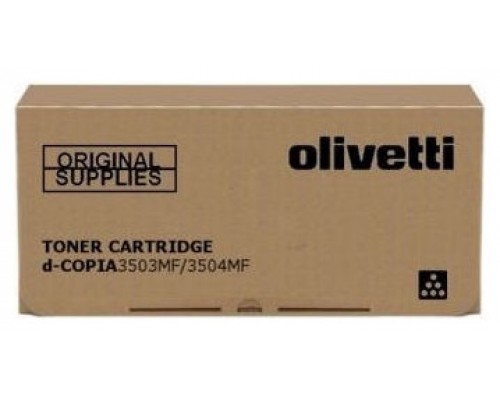 ORIGINAL
SUPPLIES
olivetti
TONER CARTRIDGE
d-COPIA3503MF/3504MF